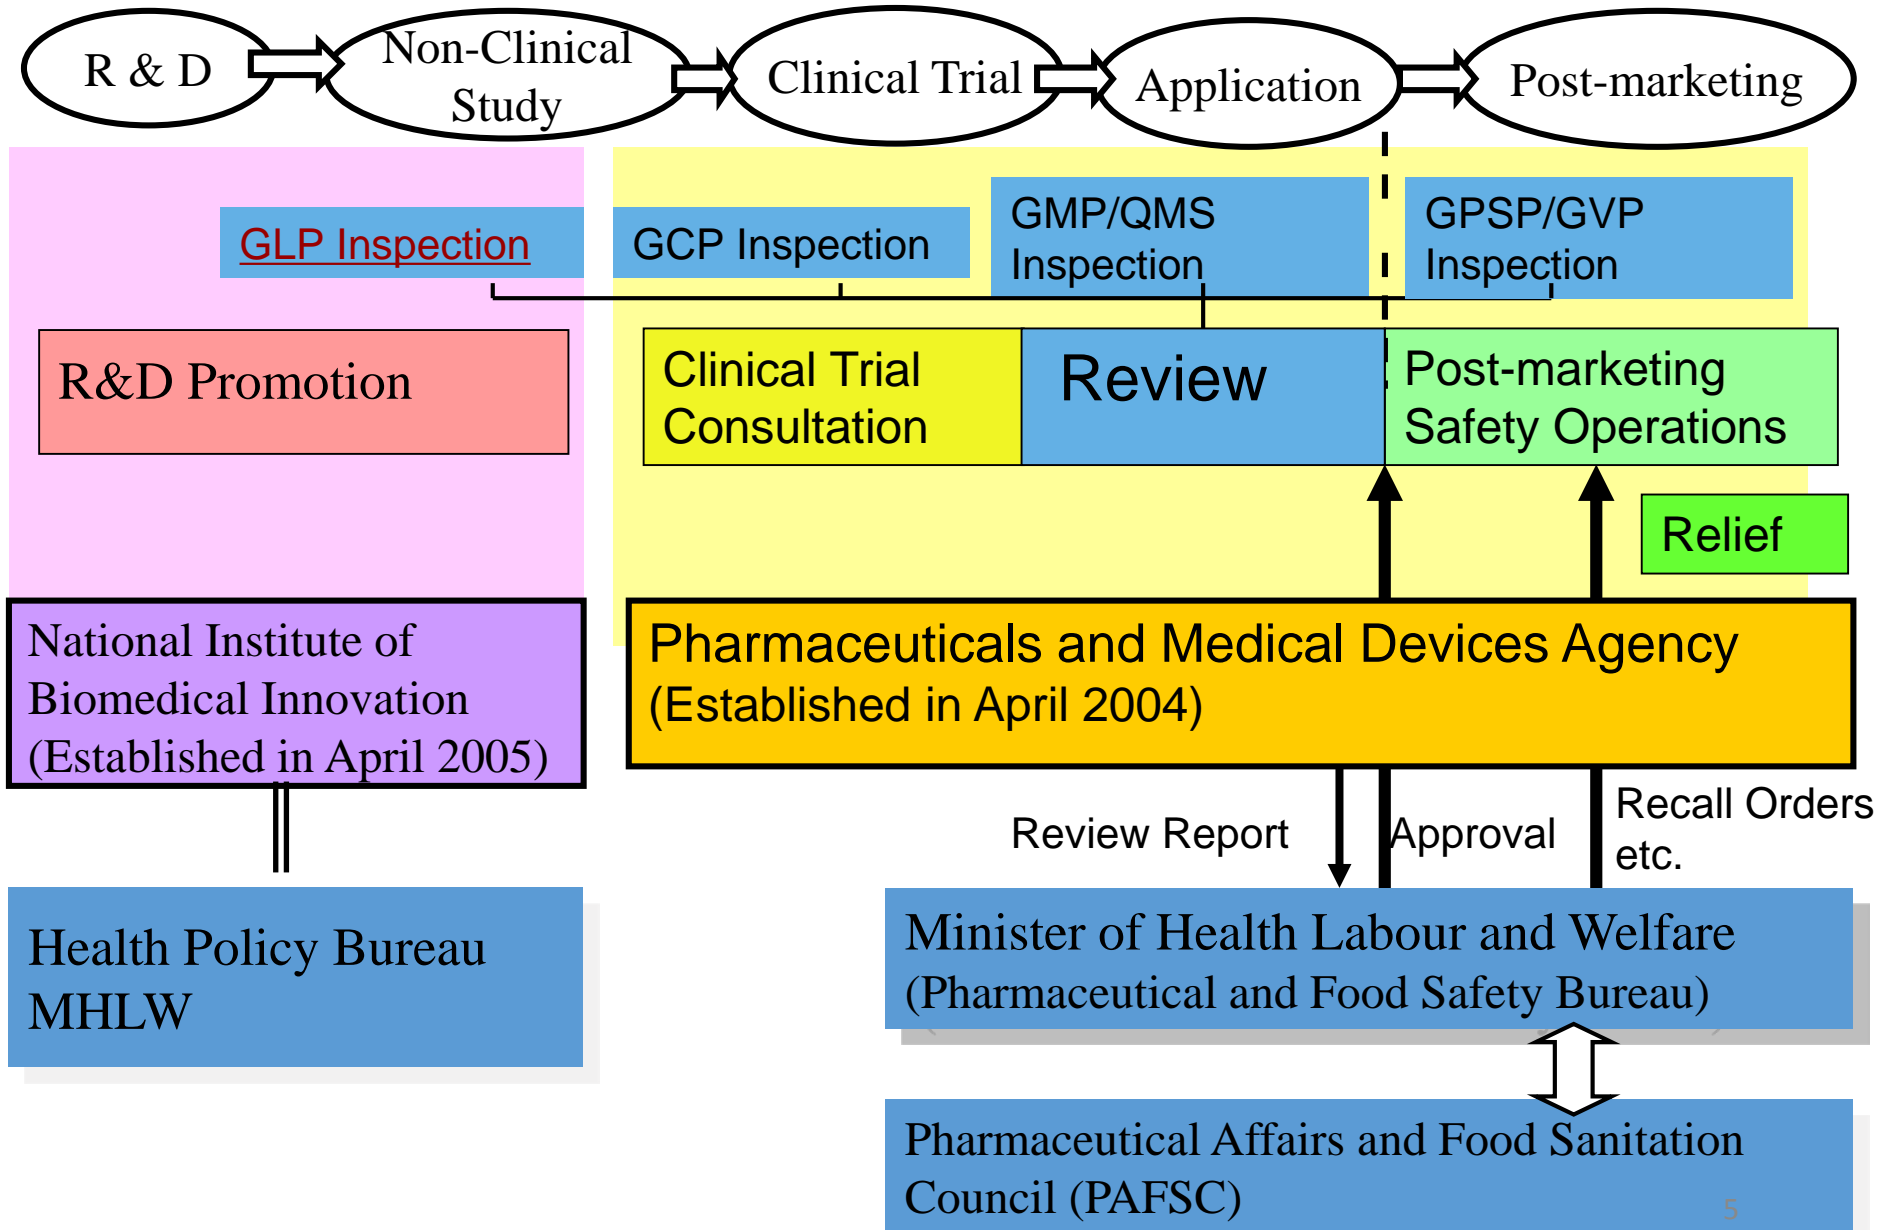 R & D
Non-Clinical
Study
Clinical Trial
Application
Post-marketing
GLP Inspection
GCP Inspection
GMP/QMS
Inspection
GPSP/GVP
Inspection
R&D Promotion
Clinical Trial
Consultation
Review
Post-marketing
Safety Operations
Relief
National Institute of
Biomedical Innovation
(Established in April 2005)
Pharmaceuticals and Medical Devices Agency
(Established in April 2004)
Review Report
Approval
Recall Orders
etc.
Health Policy Bureau
MHLW
Minister of Health Labour and Welfare
(Pharmaceutical and Food Safety Bureau)
Pharmaceutical Affairs and Food Sanitation
Council (PAFSC)
5